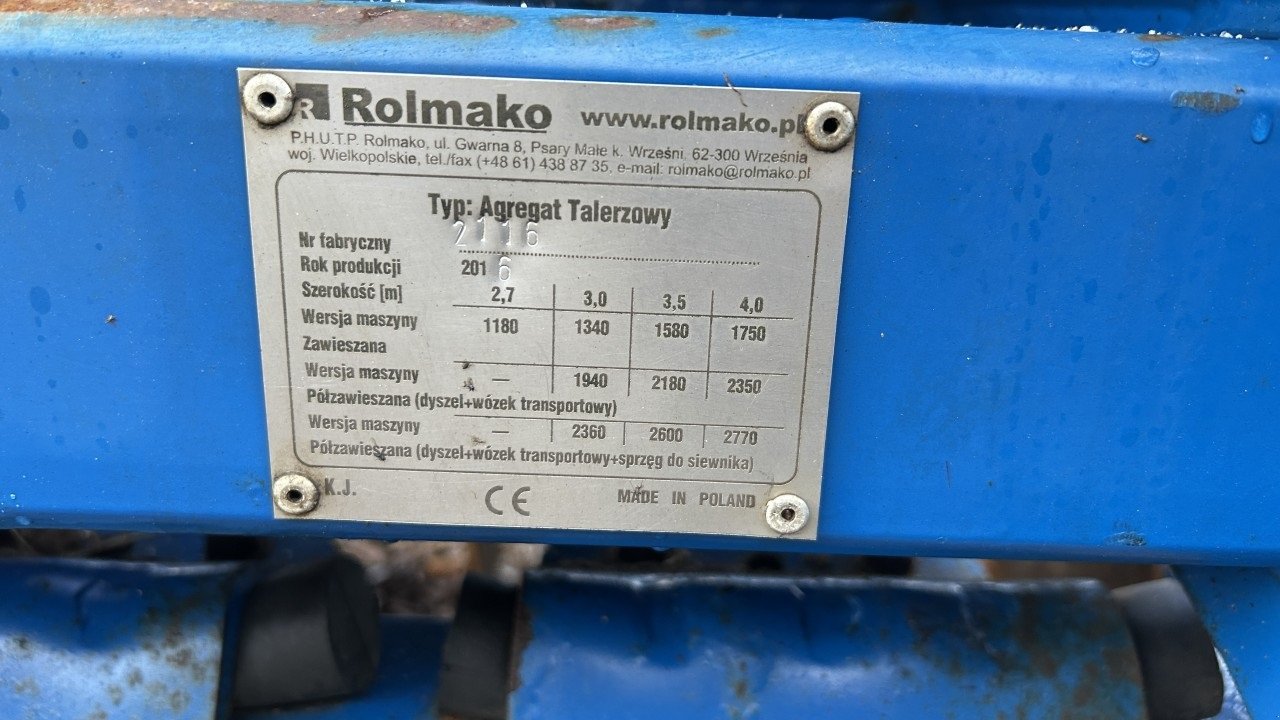 R Rolmako www.rolmako.pl
P.H.U.T.P. Rolmako, ul. Gwarna 8, Psary Małe k. Wrześni, 62-300 Września
woj. Wielkopolskie, tel./fax (+48 61) 438 87 35, e-mail: rolmako@rolmako.pl
Typ: Agregat Talerzowy
Nr fabryczny 2116
Rok produkcji 2016
Szerokość [m] 2,7 3,0 3,5 4,0
Wersja maszyny 1180 1340 1580 1750
Zawieszana
Wersja maszyny — 1940 2180 2350
Półzawieszana (dyszel+wózek transportowy)
Wersja maszyny — 2360 2600 2770
Półzawieszana (dyszel+wózek transportowy+sprzęg do siewnika)
K.J. CE MADE IN POLAND